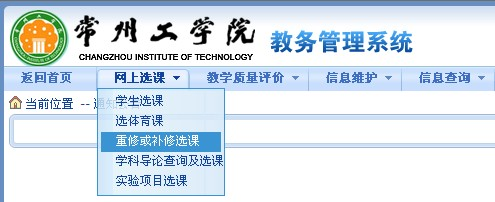 常州工学院 教务管理系统
CHANGZHOU INSTITUTE OF TECHNOLOGY
返回首页 网上选课 教学质量评价 信息维护 信息查询
当前位置 -- 通知
学生选课
选体育课
重修或补修选课
学科导论查询及选课
实验项目选课